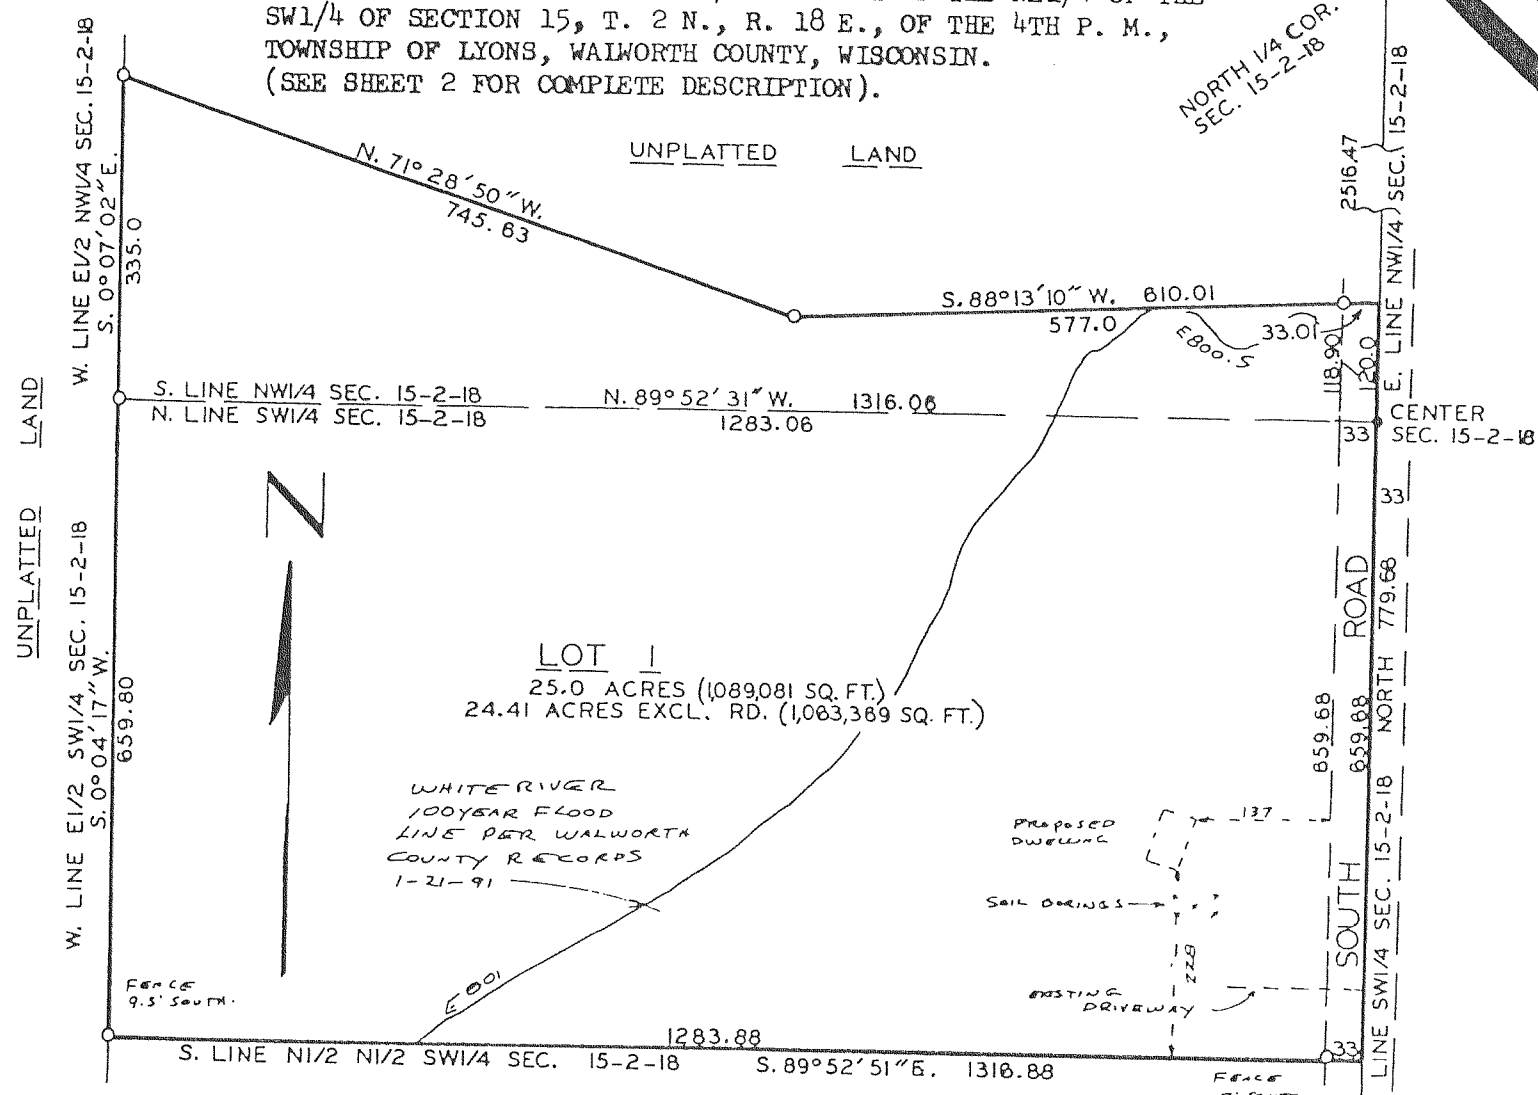 SW1/4 OF SECTION 15, T. 2 N., R. 18 E., OF THE 4TH P. M.,
TOWNSHIP OF LYONS, WALWORTH COUNTY, WISCONSIN.
(SEE SHEET 2 FOR COMPLETE DESCRIPTION).
NORTH 1/4 COR.
SEC. 15-2-18
UNPLATTED LAND
W. LINE E1/2 NW1/4 SEC. 15-2-18
S. 0° 07' 02" E.
335.0
N. 71° 28' 50" W.
745.63
2516.47
E. LINE NW1/4 SEC. 15-2-18
S. 88° 13' 10" W. 610.01
577.0
E800.5
33.01
118.90
120.0
S. LINE NW1/4 SEC. 15-2-18
N. LINE SW1/4 SEC. 15-2-18
N. 89° 52' 31" W. 1316.06
1283.06
CENTER
SEC. 15-2-18
33
33
UNPLATTED LAND
N
W. LINE E1/2 SW1/4 SEC. 15-2-18
S. 0° 04' 17" W.
659.80
LOT 1
25.0 ACRES (1,089,081 SQ. FT.)
24.41 ACRES EXCL. RD. (1,063,369 SQ. FT.)
SOUTH ROAD
659.68
659.68
NORTH 779.68
LINE SW1/4 SEC. 15-2-18
WHITE RIVER
100 YEAR FLOOD
LINE PER WALWORTH
COUNTY RECORDS
1-21-91
PROPOSED
DWELLING
137
SOIL BORINGS
EXISTING
DRIVEWAY
E 801
FENCE
9.5' SOUTH.
1283.88
S. LINE N1/2 N1/2 SW1/4 SEC. 15-2-18
S. 89° 52' 51" E. 1316.88
33
FENCE